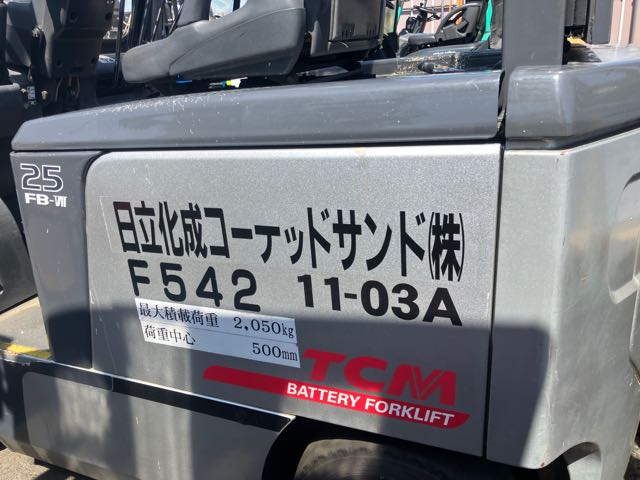 25
FB-VII
日立化成コーテッドサンド(株)
F542 11-03A
最大積載荷重 2,050kg
荷重中心 500mm
TCM
BATTERY FORKLIFT